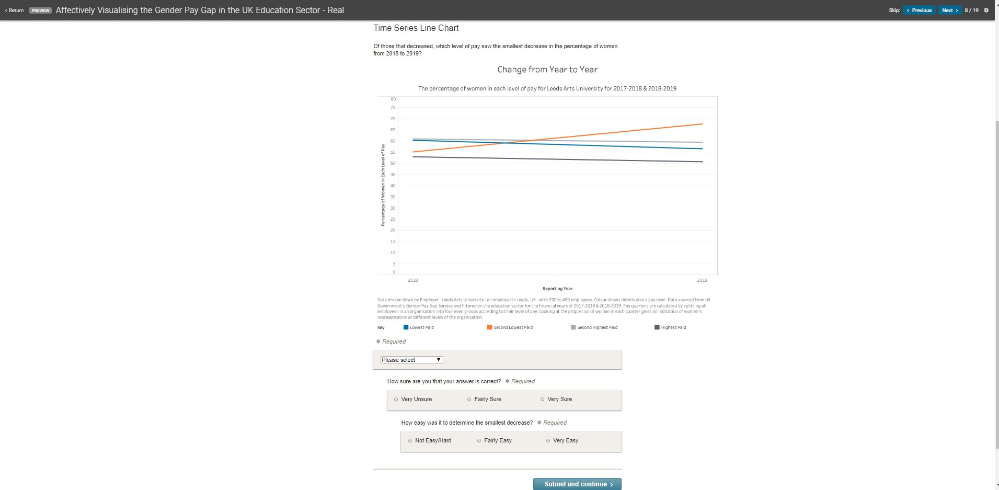 Return PREVIEW Affectively Visualising the Gender Pay Gap in the UK Education Sector - Real Skip: Previous Next 8 / 19
Time Series Line Chart
Of those that decreased, which level of pay saw the smallest decrease in the percentage of women
from 2018 to 2019?
Change from Year to Year
The percentage of women in each level of pay for Leeds Arts University for 2017-2018 & 2018-2019
Percentage of Women in Each Level of Pay
80
75
70
65
60
55
50
45
40
35
30
25
20
15
10
5
0
2018 2019
Reporting Year
Data broken down by Employer - Leeds Arts University - an employer in Leeds, UK - with 250 to 499 employees. Colour shows details about pay level. Data sourced from UK
Government's Gender Pay Gap Service and filtered on the education sector for the financial years of 2017-2018 & 2018-2019. Pay quarters are calculated by splitting all
employees in an organisation into four even groups according to their level of pay. Looking at the proportion of women in each quarter gives an indication of women's
representation at different levels of the organisation.
Key Lowest Paid Second Lowest Paid Second Highest Paid Highest Paid
✱ Required
Please select
How sure are you that your answer is correct? ✱ Required
Very Unsure Fairly Sure Very Sure
How easy was it to determine the smallest decrease? ✱ Required
Not Easy/Hard Fairly Easy Very Easy
Submit and continue